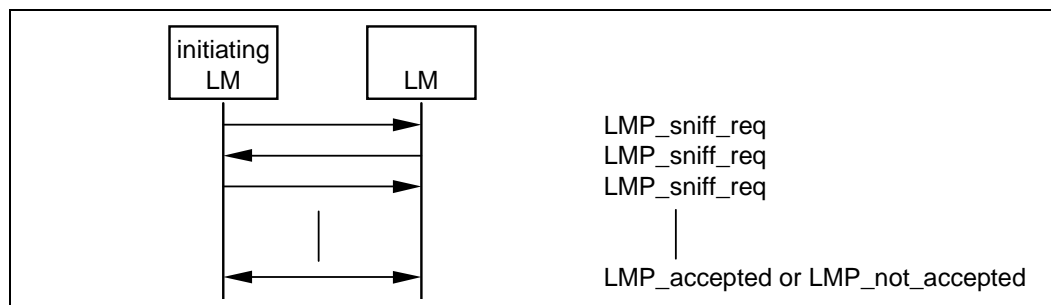 initiating
LM
LM
LMP_sniff_req
LMP_sniff_req
LMP_sniff_req
LMP_accepted or LMP_not_accepted